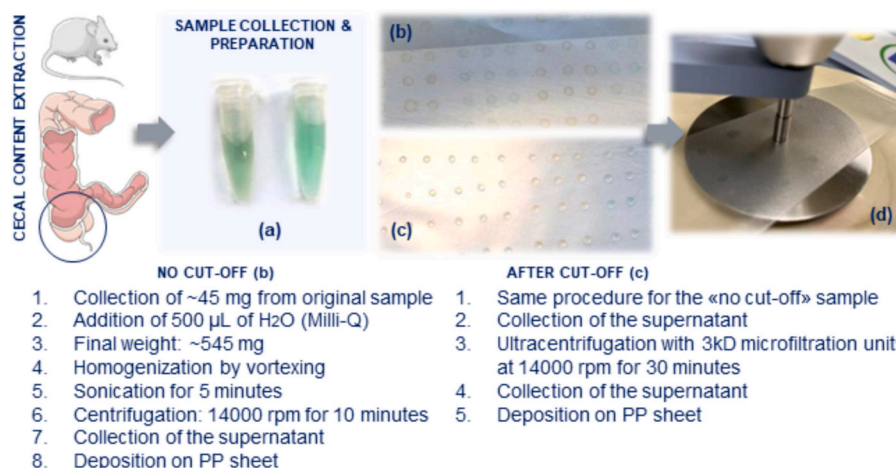 CECAL CONTENT EXTRACTION
SAMPLE COLLECTION &
PREPARATION
(a)
(b)
(c)
(d)
NO CUT-OFF (b)
1. Collection of ~45 mg from original sample
2. Addition of 500 µL of H2O (Milli-Q)
3. Final weight: ~545 mg
4. Homogenization by vortexing
5. Sonication for 5 minutes
6. Centrifugation: 14000 rpm for 10 minutes
7. Collection of the supernatant
8. Deposition on PP sheet
AFTER CUT-OFF (c)
1. Same procedure for the «no cut-off» sample
2. Collection of the supernatant
3. Ultracentrifugation with 3kD microfiltration unit
at 14000 rpm for 30 minutes
4. Collection of the supernatant
5. Deposition on PP sheet